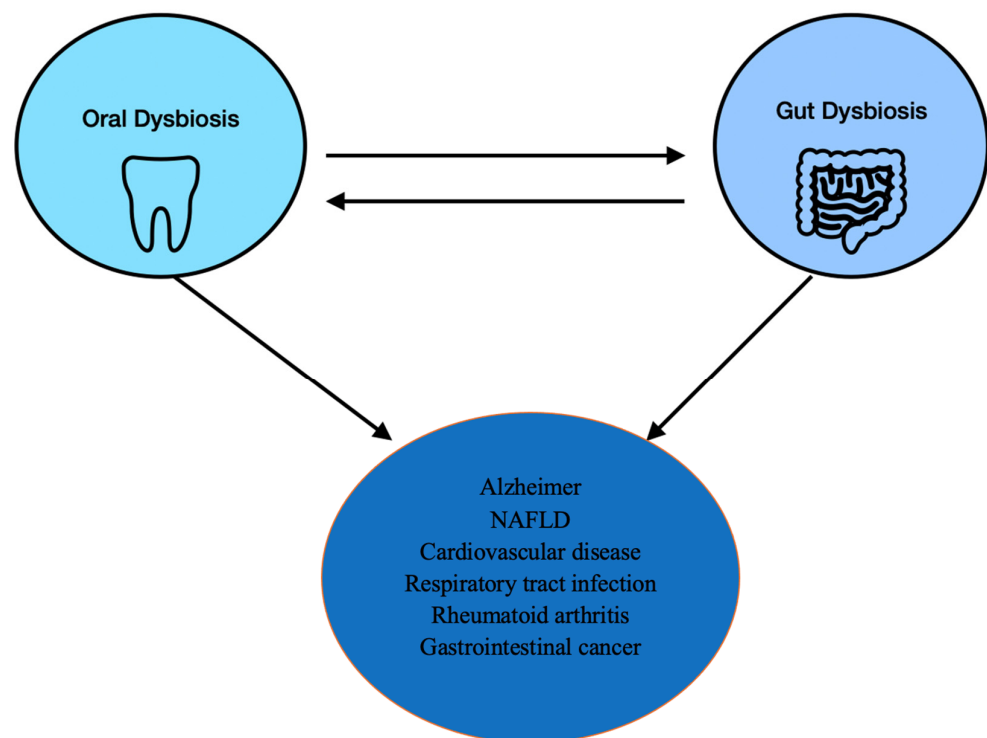 Oral Dysbiosis
Gut Dysbiosis
Alzheimer
NAFLD
Cardiovascular disease
Respiratory tract infection
Rheumatoid arthritis
Gastrointestinal cancer